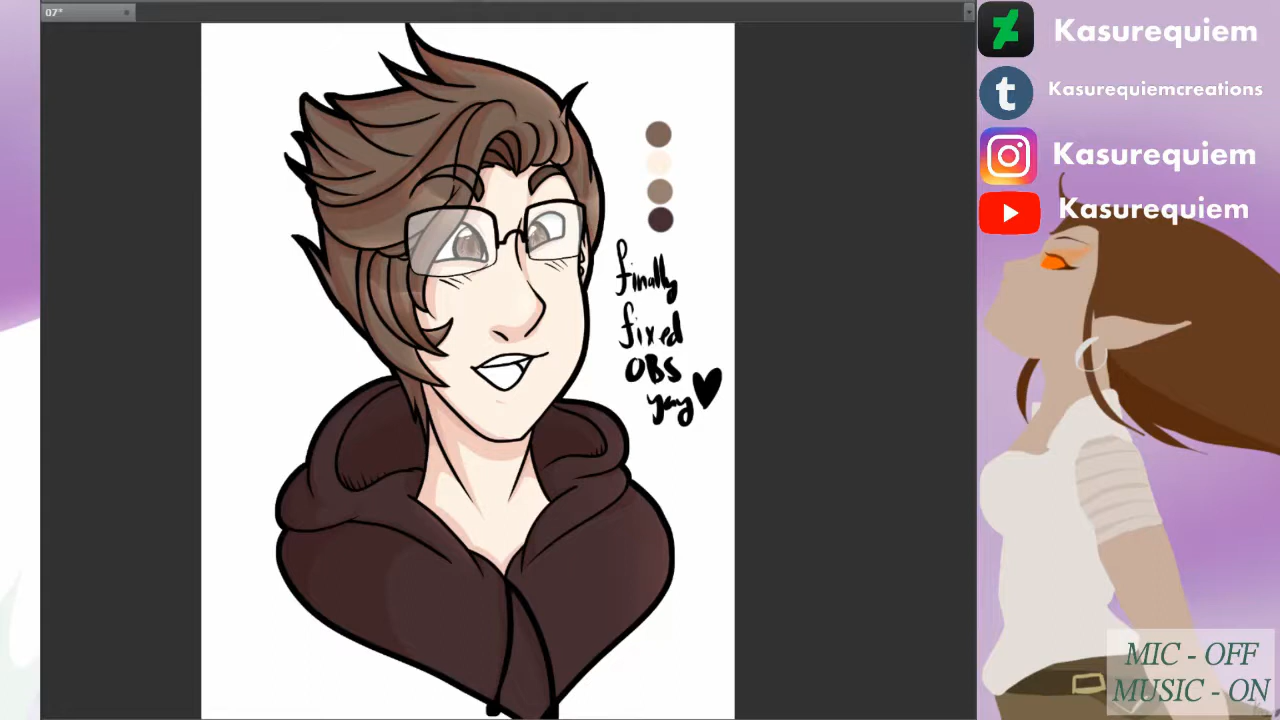 07*
Kasurequiem
t
Kasurequiemcreations
Kasurequiem
Kasurequiem
finally
fixed
OBS
yay
MIC - OFF
MUSIC - ON